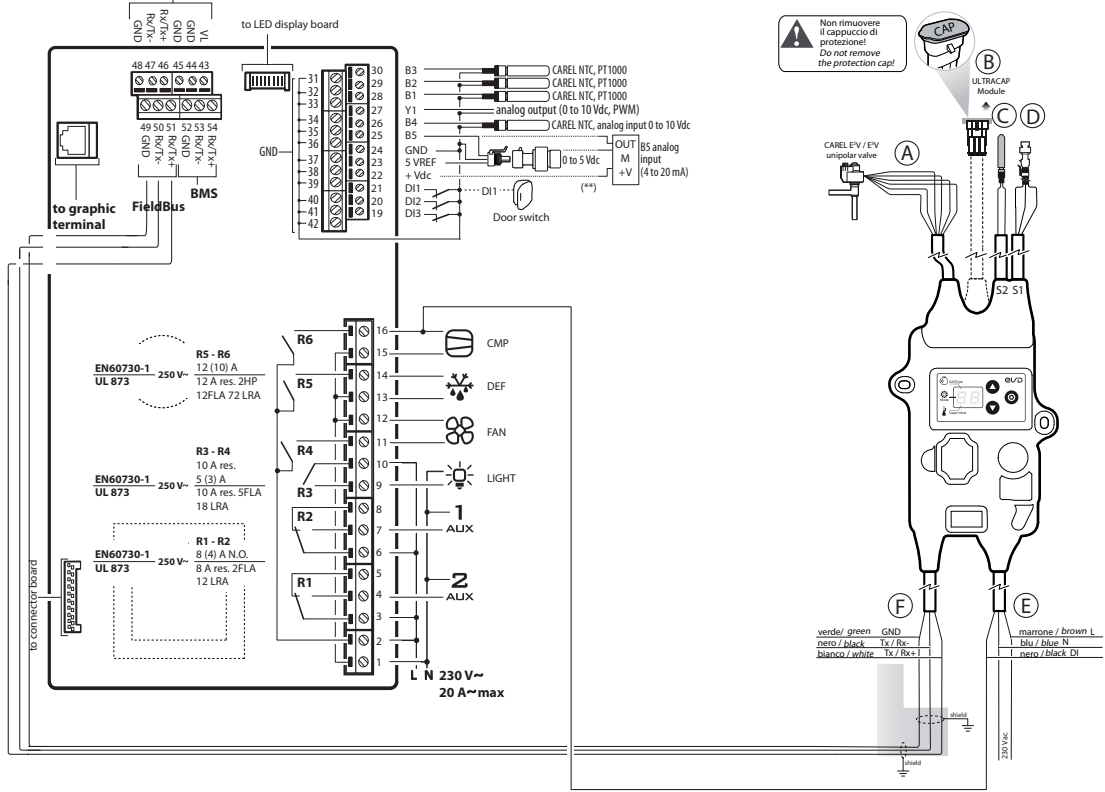 GND
Rx/Tx-
Rx/Tx+
GND
GND
VL
48 47 46 45 44 43
49 50 51 52 53 54
GND
Rx/Tx-
Rx/Tx+
GND
Rx/Tx-
Rx/Tx+
FieldBus
BMS
to graphic
terminal
to LED display board
31
32
33
34
35
36
37
38
39
40
41
42
GND
30 B3 CAREL NTC, PT1000
29 B2 CAREL NTC, PT1000
28 B1 CAREL NTC, PT1000
27 Y1 analog output (0 to 10 Vdc, PWM)
26 B4 CAREL NTC, analog input 0 to 10 Vdc
25 B5
24 GND
23 5 VREF 0 to 5 Vdc
22 + Vdc (**)
21 DI1 DI1
20 DI2
19 DI3
Door switch
OUT
M
+V
B5 analog
input
(4 to 20 mA)
R5 - R6
EN60730-1
UL 873
250 V~
12 (10) A
12 A res. 2HP
12FLA 72 LRA
R3 - R4
EN60730-1
UL 873
250 V~
10 A res.
5 (3) A
10 A res. 5FLA
18 LRA
R1 - R2
EN60730-1
UL 873
250 V~
8 (4) A N.O.
8 A res. 2FLA
12 LRA
to connector board
R6
R5
R4
R3
R2
R1
16
15
14
13
12
11
10
9
8
7
6
5
4
3
2
1
CMP
DEF
FAN
LIGHT
1
AUX
2
AUX
L N 230 V~
20 A~max
Non rimuovere
il cappuccio di
protezione!
Do not remove
the protection cap!
CAP
B
ULTRACAP
Module
C D
CAREL E²V / E³V
unipolar valve
A
S2 S1
evd
Super Heat
F
E
verde/ green GND
nero / black Tx / Rx-
bianco / white Tx / Rx+
marrone / brown L
blu / blue N
nero / black DI
shield
shield
230 Vac